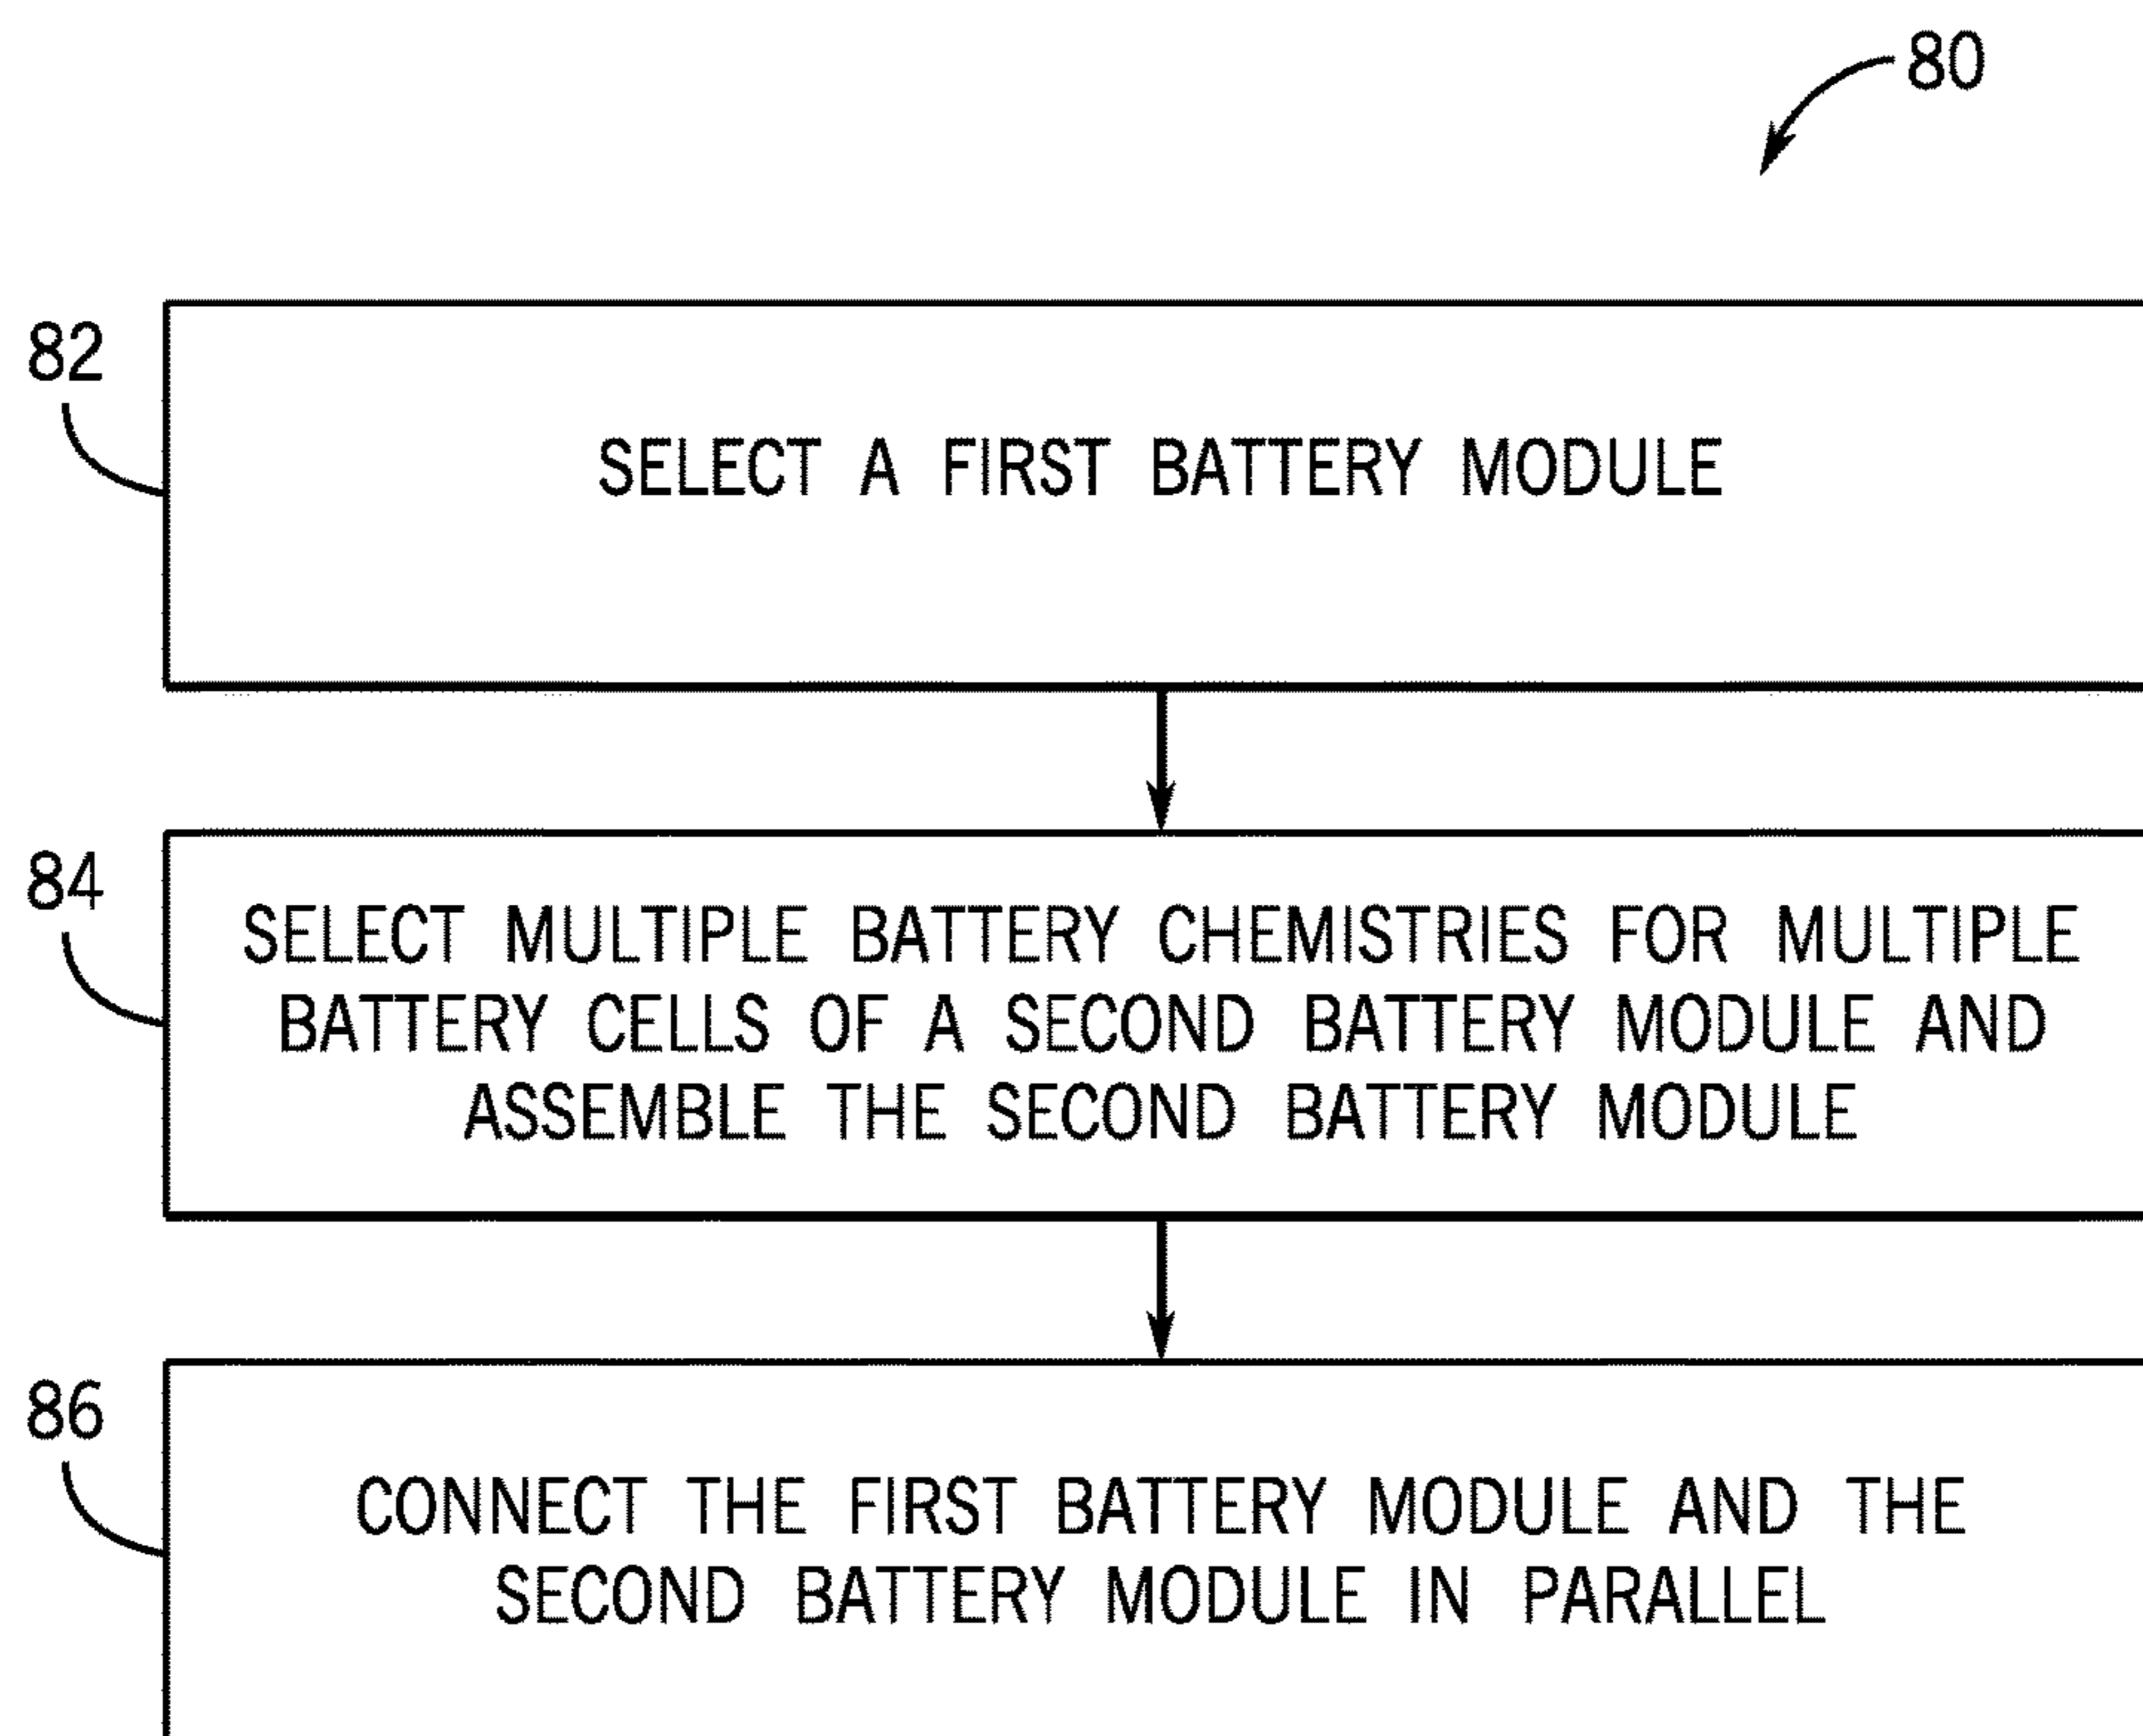 80
82
SELECT A FIRST BATTERY MODULE
84
SELECT MULTIPLE BATTERY CHEMISTRIES FOR MULTIPLE
BATTERY CELLS OF A SECOND BATTERY MODULE AND
ASSEMBLE THE SECOND BATTERY MODULE
86
CONNECT THE FIRST BATTERY MODULE AND THE
SECOND BATTERY MODULE IN PARALLEL